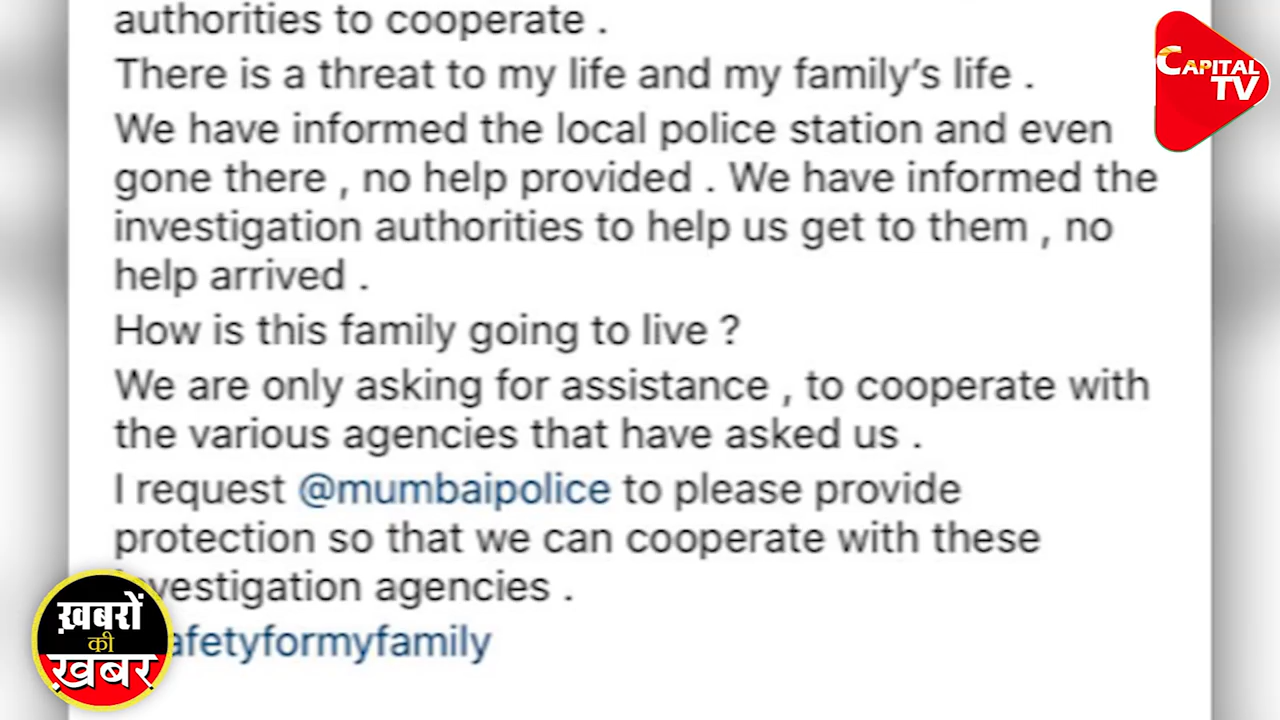 authorities to cooperate .
There is a threat to my life and my family’s life .
We have informed the local police station and even
gone there , no help provided . We have informed the
investigation authorities to help us get to them , no
help arrived .
How is this family going to live ?
We are only asking for assistance , to cooperate with
the various agencies that have asked us .
I request @mumbaipolice to please provide
protection so that we can cooperate with these
investigation agencies .
afetyformyfamily
CAPITAL
TV
ख़बरों
की
ख़बर